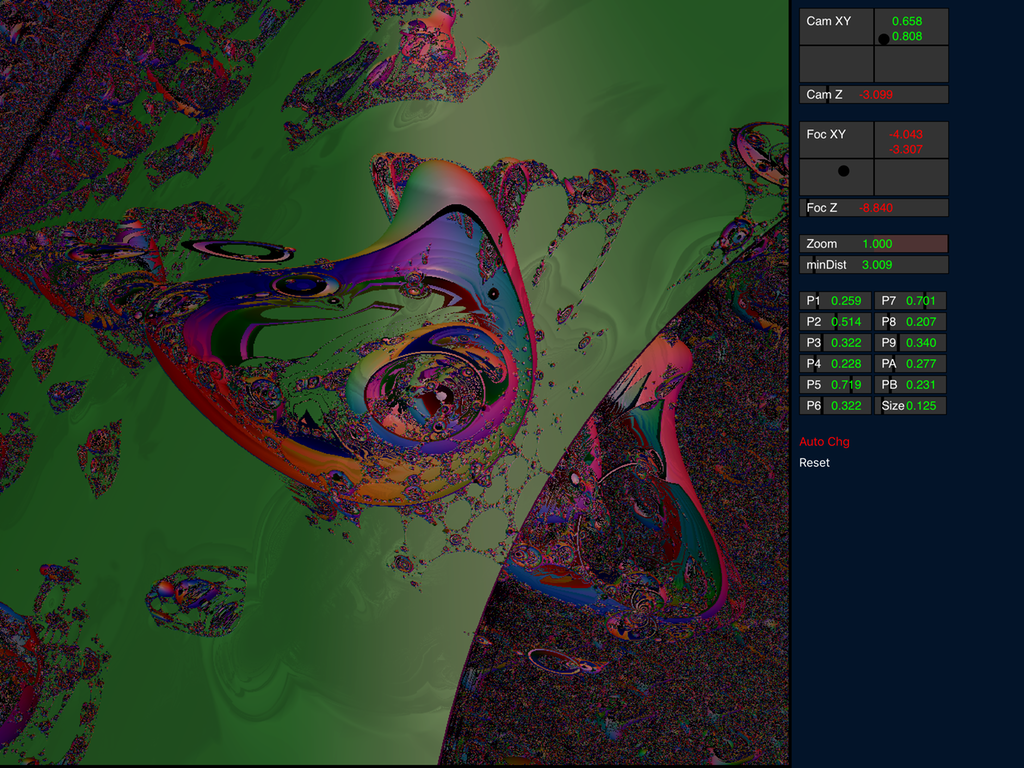 Cam XY 0.658
0.808
Cam Z -3.099
Foc XY -4.043
-3.307
Foc Z -8.840
Zoom 1.000
minDist 3.009
P1 0.259 P7 0.701
P2 0.514 P8 0.207
P3 0.322 P9 0.340
P4 0.228 PA 0.277
P5 0.719 PB 0.231
P6 0.322 Size 0.125
Auto Chg
Reset